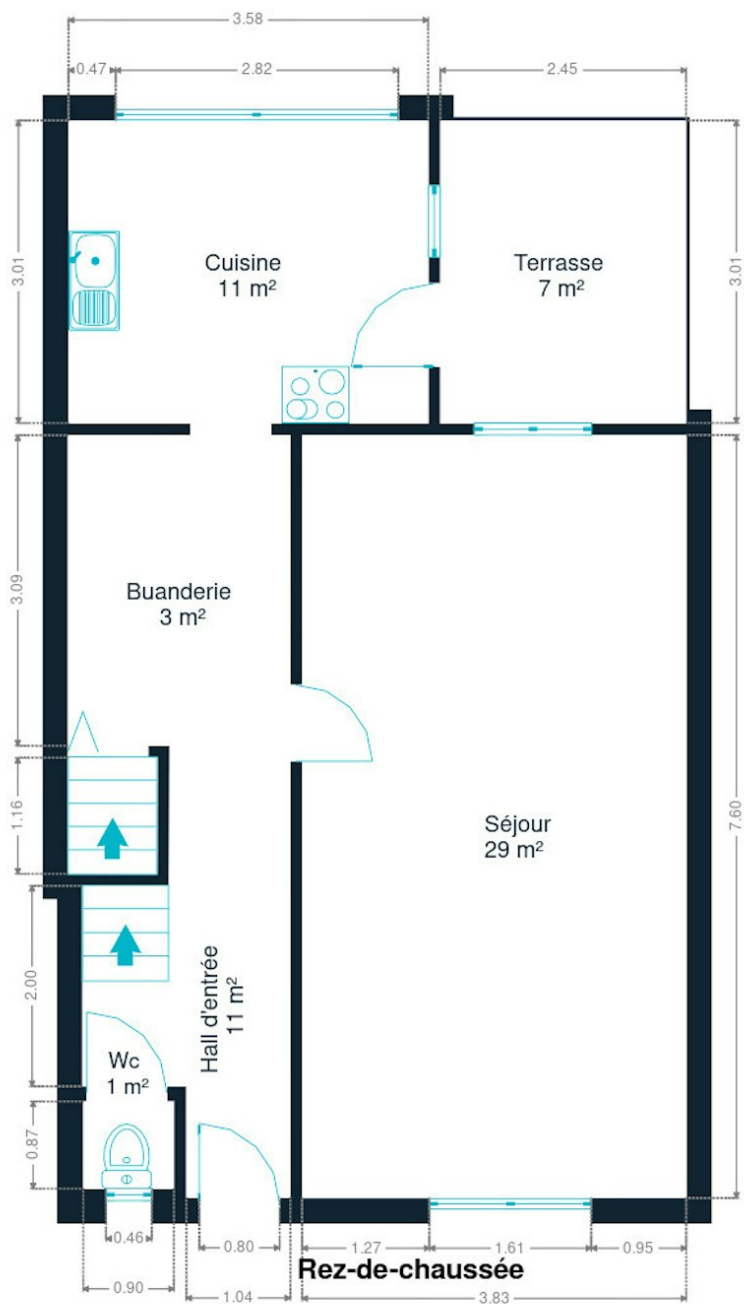 3.58
0.47
2.82
2.45
3.01
3.01
Cuisine
11 m²
Terrasse
7 m²
3.09
Buanderie
3 m²
1.16
Séjour
29 m²
7.60
2.00
Hall d'entrée
11 m²
Wc
1 m²
0.87
0.46
0.80
1.27
1.61
0.95
Rez-de-chaussée
0.90
1.04
3.83